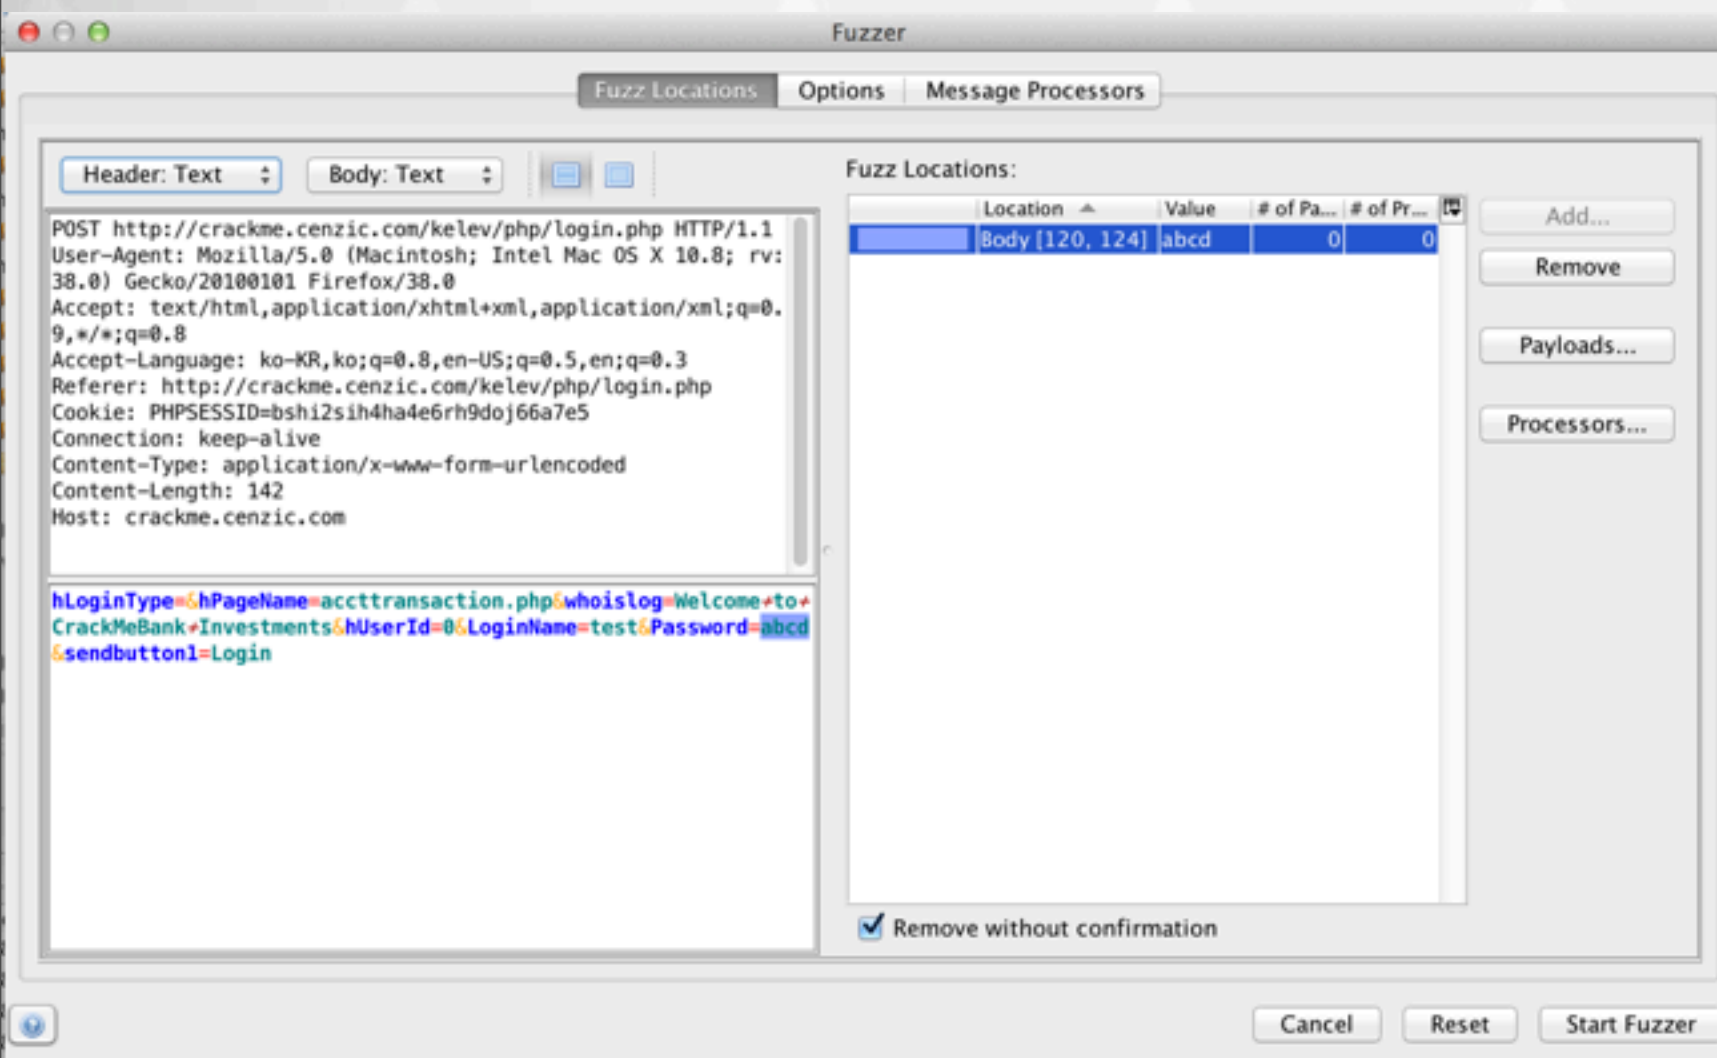 Fuzzer
Fuzz Locations Options Message Processors
Header: Text Body: Text
POST http://crackme.cenzic.com/kelev/php/login.php HTTP/1.1
User-Agent: Mozilla/5.0 (Macintosh; Intel Mac OS X 10.8; rv:
38.0) Gecko/20100101 Firefox/38.0
Accept: text/html,application/xhtml+xml,application/xml;q=0.
9,*/*;q=0.8
Accept-Language: ko-KR,ko;q=0.8,en-US;q=0.5,en;q=0.3
Referer: http://crackme.cenzic.com/kelev/php/login.php
Cookie: PHPSESSID=bshi2sih4ha4e6rh9doj66a7e5
Connection: keep-alive
Content-Type: application/x-www-form-urlencoded
Content-Length: 142
Host: crackme.cenzic.com
hLoginType=&hPageName=accttransaction.php&whoislog=Welcome+to+
CrackMeBank+Investments&hUserId=0&LoginName=test&Password=abcd
&sendbutton1=Login
Fuzz Locations:
Location Value # of Pa... # of Pr...
Body [120, 124] abcd 0 0
Remove without confirmation
Add...
Remove
Payloads...
Processors...
Cancel Reset Start Fuzzer